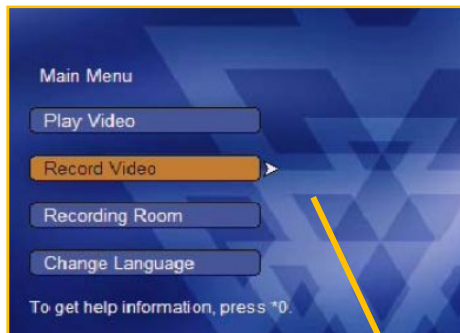 Main Menu
Play Video
Record Video
Recording Room
Change Language
To get help information, press *0.